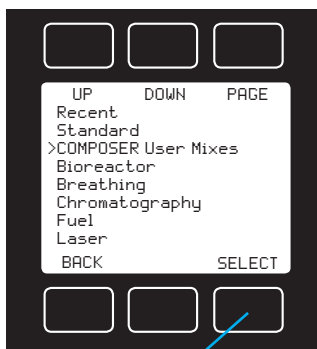 UP DOWN PAGE
Recent
Standard
>COMPOSER User Mixes
Bioreactor
Breathing
Chromatography
Fuel
Laser
BACK SELECT